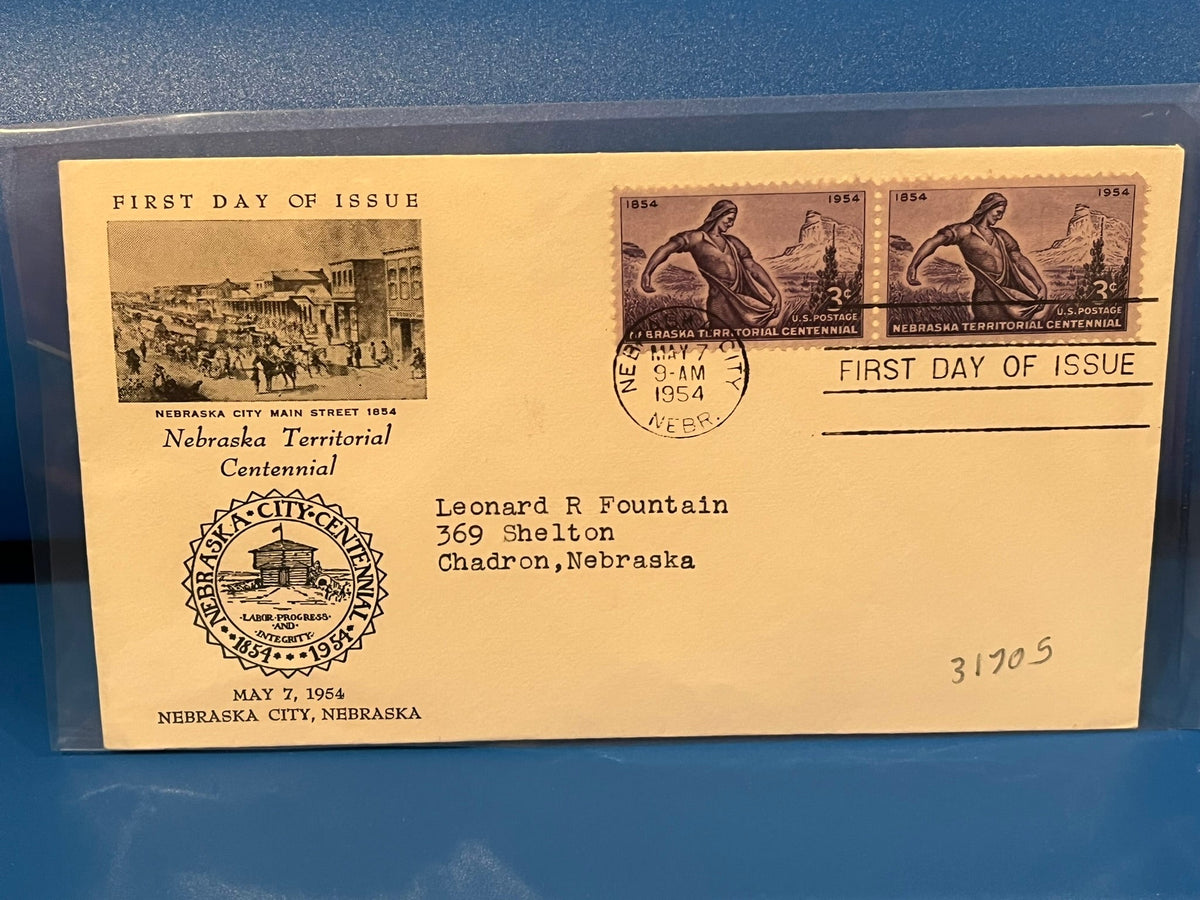 FIRST DAY OF ISSUE
NEBRASKA CITY MAIN STREET 1854
Nebraska Territorial
Centennial
NEBRASKA·CITY·CENTENNIAL
·LABOR·PROGRESS·
·AND·
·INTEGRITY·
1854 · · · 1954
MAY 7, 1954
NEBRASKA CITY, NEBRASKA
1854 1954
3¢
U.S. POSTAGE
NEBRASKA TERRITORIAL CENTENNIAL
1854 1954
3¢
U.S. POSTAGE
NEBRASKA TERRITORIAL CENTENNIAL
NEBRASKA CITY
MAY 7
9-AM
1954
NEBR.
FIRST DAY OF ISSUE
Leonard R Fountain
369 Shelton
Chadron,Nebraska
31705